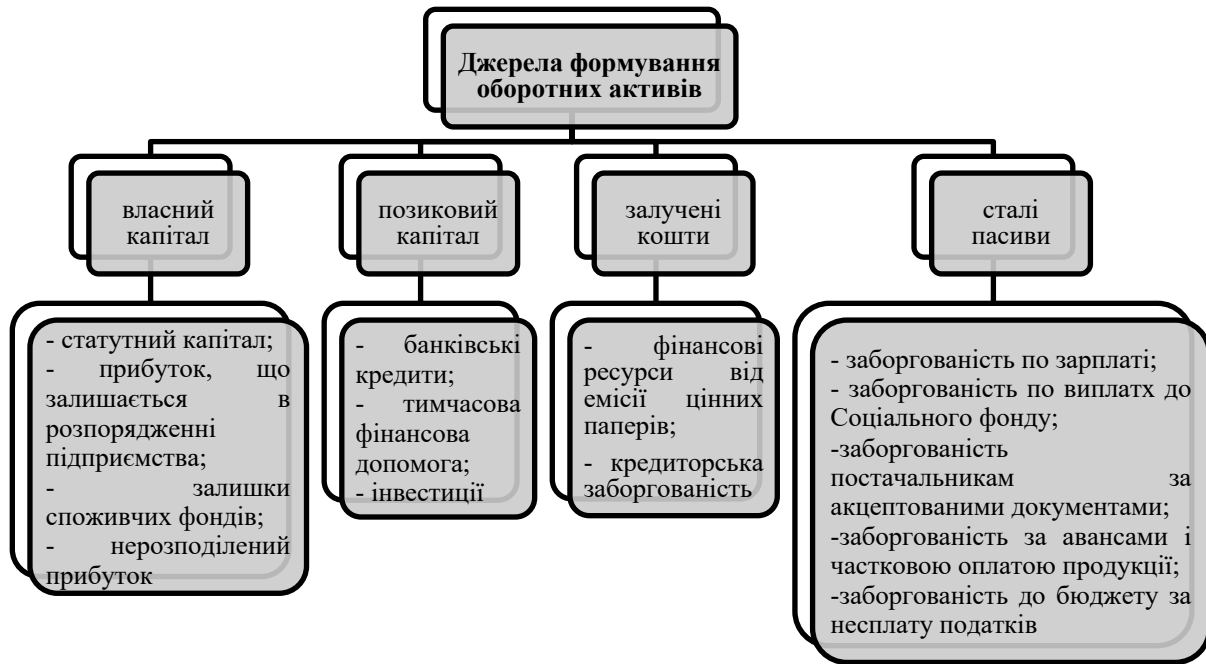 Джерела формування
оборотних активів
власний
капітал
позиковий
капітал
залучені
кошти
сталі
пасиви
- статутний капітал;
- прибуток, що
залишається в
розпорядженні
підприємства;
- залишки
споживчих фондів;
- нерозподілений
прибуток
- банківські
кредити;
- тимчасова
фінансова
допомога;
- інвестиції
- фінансові
ресурси від
емісії цінних
паперів;
- кредиторська
заборгованість
- заборгованість по зарплаті;
- заборгованість по виплатх до
Соціального фонду;
-заборгованість
постачальникам за
акцептованими документами;
-заборгованість за авансами і
частковою оплатою продукції;
-заборгованість до бюджету за
несплату податків